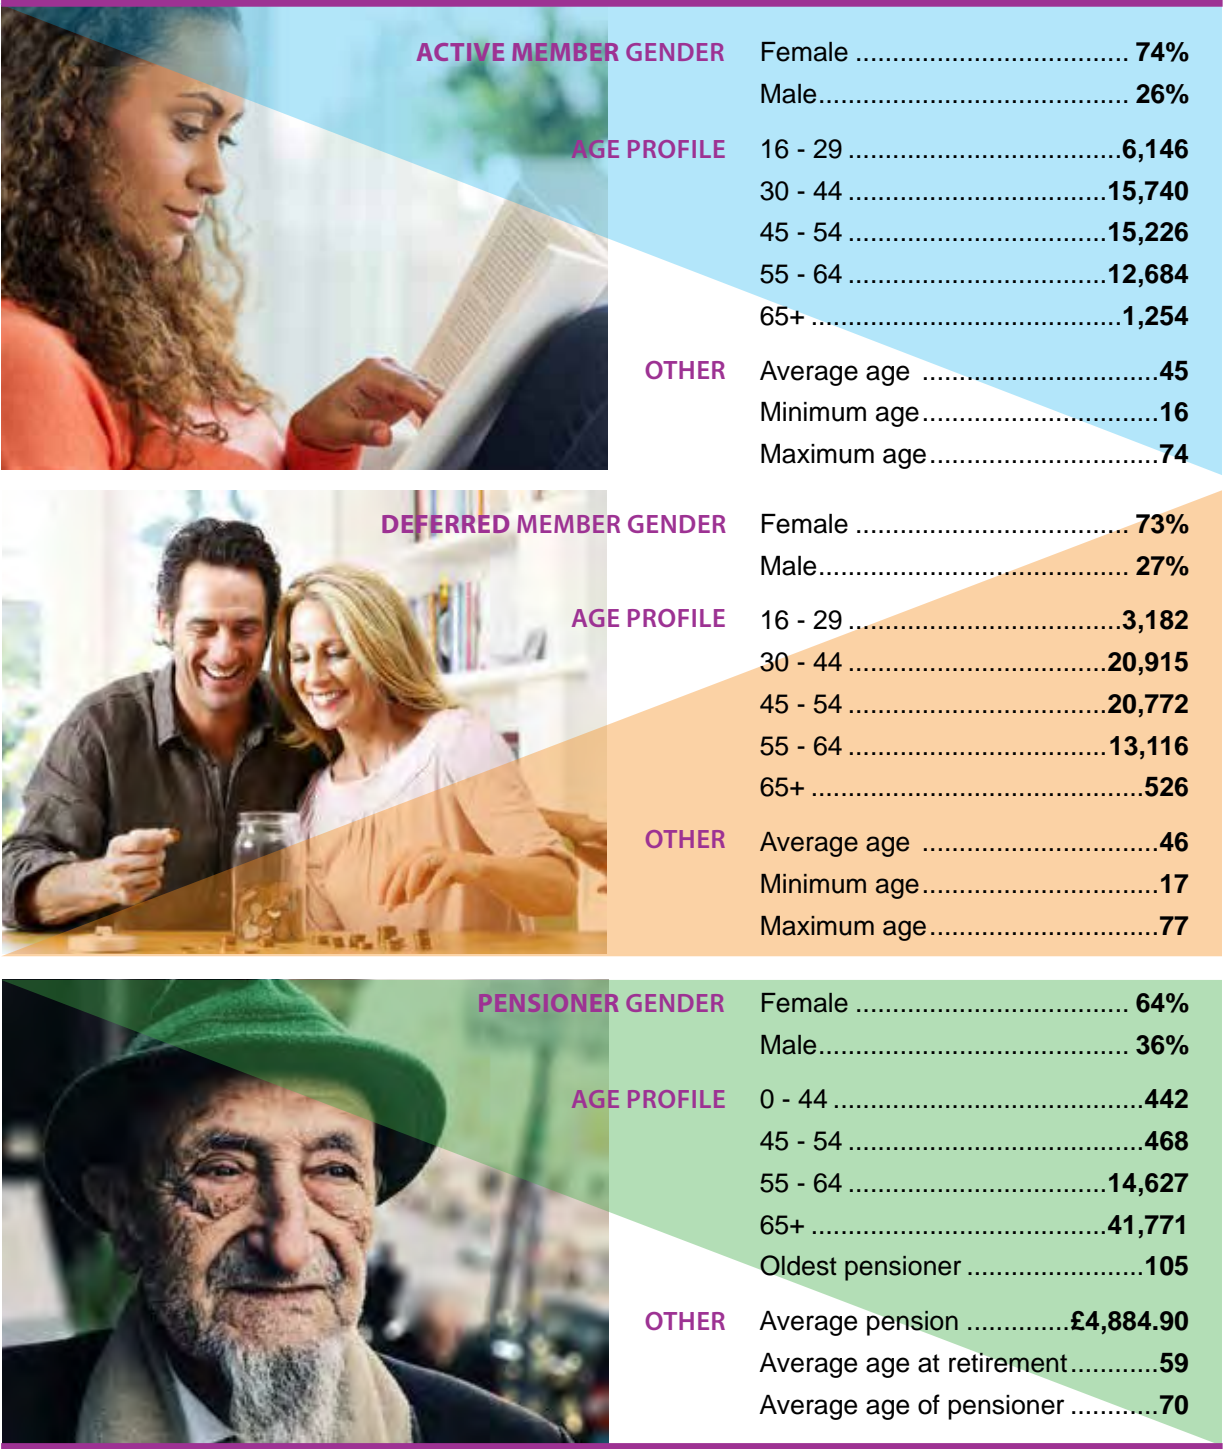 ACTIVE MEMBER GENDER Female ..................................... 74%
Male.......................................... 26%
AGE PROFILE 16 - 29 .....................................6,146
30 - 44 ...................................15,740
45 - 54 ...................................15,226
55 - 64 ...................................12,684
65+ ..........................................1,254
OTHER Average age ................................45
Minimum age................................16
Maximum age...............................74
DEFERRED MEMBER GENDER Female ..................................... 73%
Male.......................................... 27%
AGE PROFILE 16 - 29 .....................................3,182
30 - 44 ...................................20,915
45 - 54 ...................................20,772
55 - 64 ...................................13,116
65+ .............................................526
OTHER Average age ................................46
Minimum age................................17
Maximum age...............................77
PENSIONER GENDER Female ..................................... 64%
Male.......................................... 36%
AGE PROFILE 0 - 44 ..........................................442
45 - 54 ........................................468
55 - 64 ...................................14,627
65+ ........................................41,771
Oldest pensioner ........................105
OTHER Average pension ..............£4,884.90
Average age at retirement............59
Average age of pensioner ............70